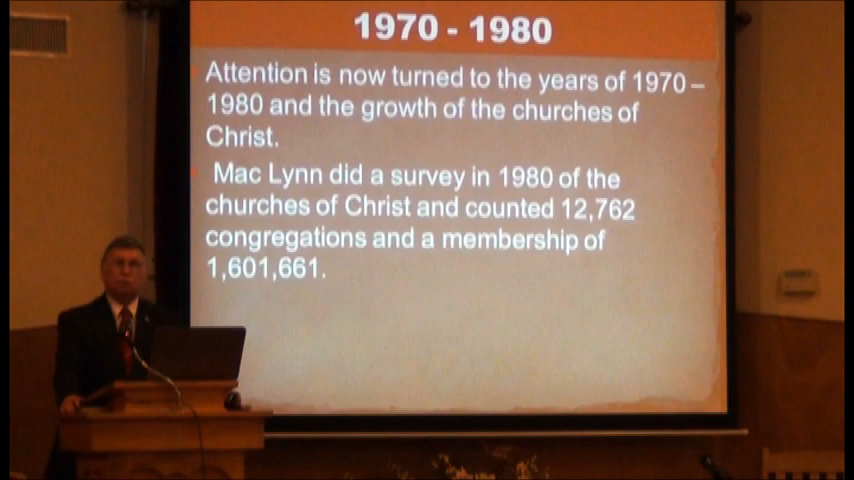 1970 - 1980
Attention is now turned to the years of 1970 –
1980 and the growth of the churches of
Christ.
Mac Lynn did a survey in 1980 of the
churches of Christ and counted 12,762
congregations and a membership of
1,601,661.